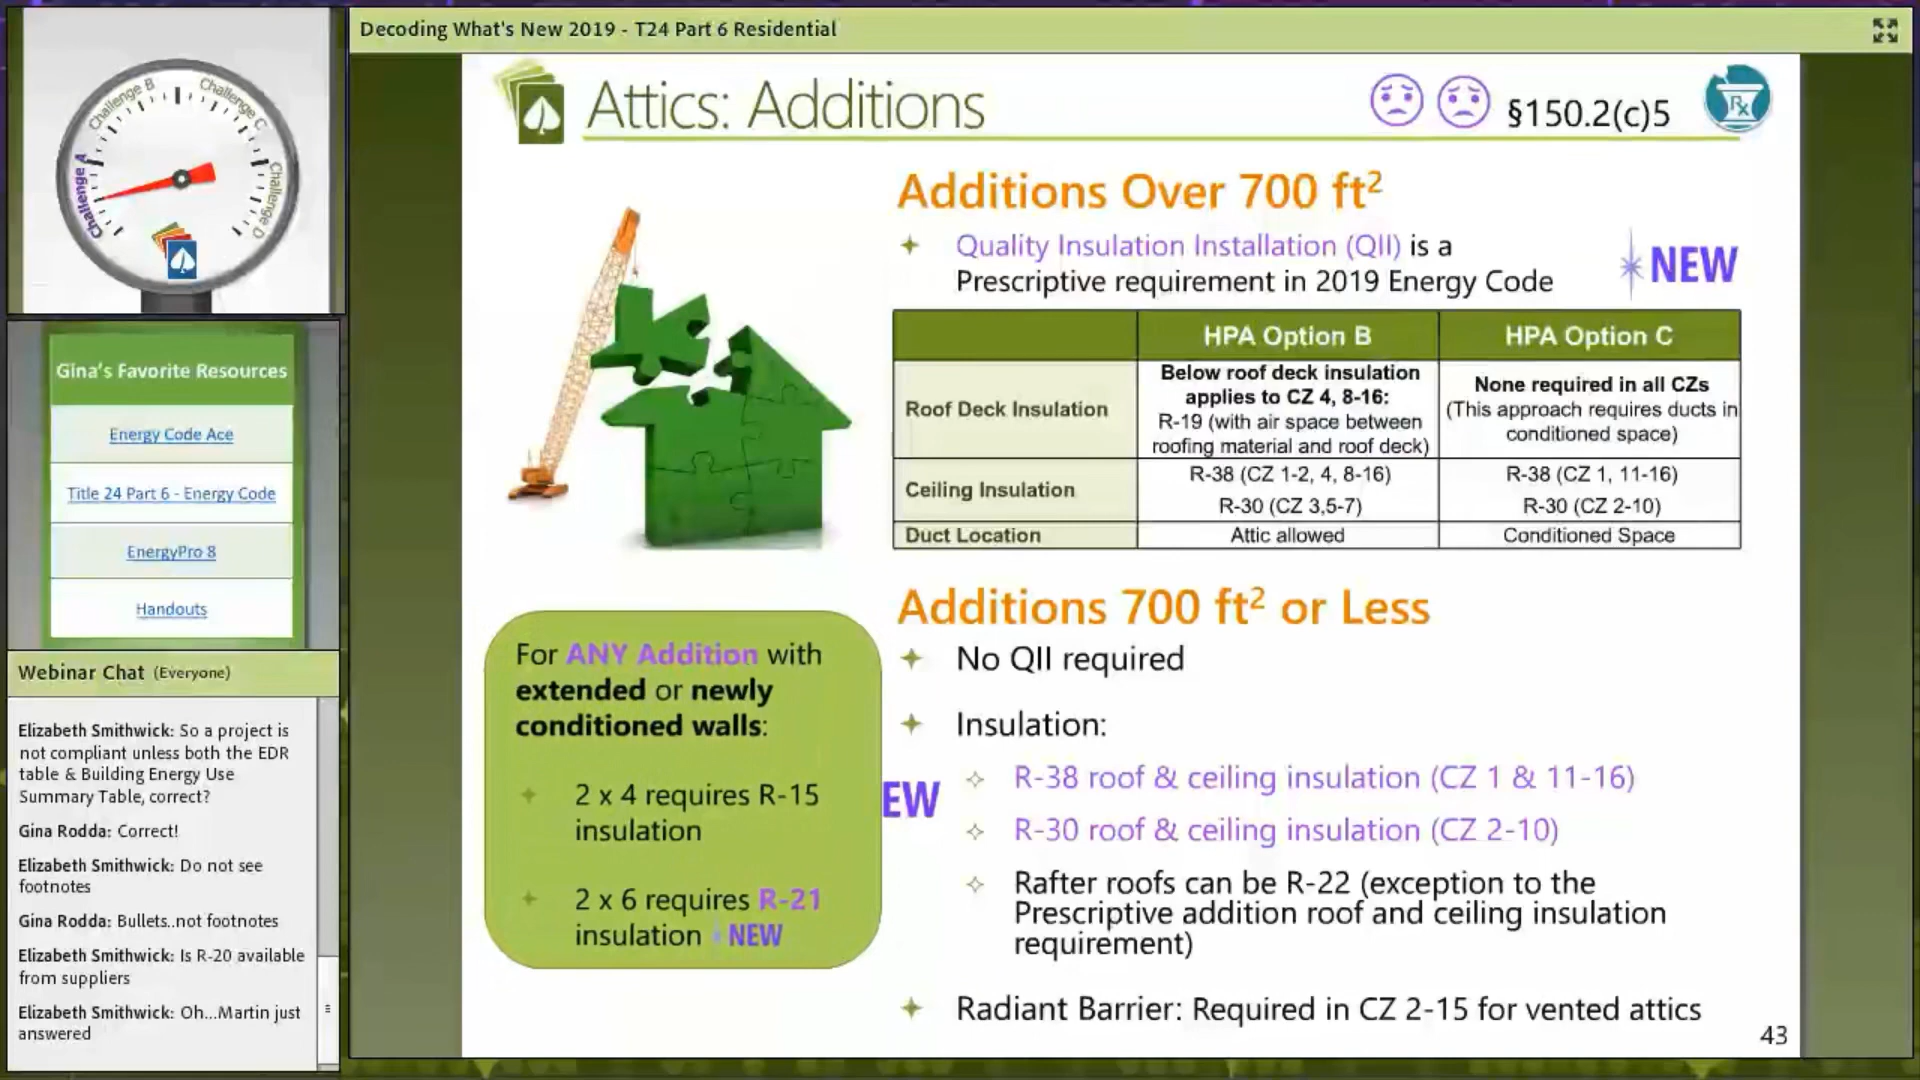 Decoding What's New 2019 - T24 Part 6 Residential
Challenge A
Challenge B
Challenge C
Challenge D
Gina's Favorite Resources
Energy Code Ace
Title 24 Part 6 - Energy Code
EnergyPro 8
Handouts
Webinar Chat (Everyone)
Elizabeth Smithwick: So a project is
not compliant unless both the EDR
table & Building Energy Use
Summary Table, correct?
Gina Rodda: Correct!
Elizabeth Smithwick: Do not see
footnotes
Gina Rodda: Bullets..not footnotes
Elizabeth Smithwick: Is R-20 available
from suppliers
Elizabeth Smithwick: Oh...Martin just
answered
Attics: Additions
§150.2(c)5
Rx
Additions Over 700 ft²
Quality Insulation Installation (QII) is a
Prescriptive requirement in 2019 Energy Code
NEW
HPA Option B
HPA Option C
Roof Deck Insulation
Below roof deck insulation
applies to CZ 4, 8-16:
R-19 (with air space between
roofing material and roof deck)
None required in all CZs
(This approach requires ducts in
conditioned space)
Ceiling Insulation
R-38 (CZ 1-2, 4, 8-16)
R-30 (CZ 3,5-7)
R-38 (CZ 1, 11-16)
R-30 (CZ 2-10)
Duct Location
Attic allowed
Conditioned Space
For ANY Addition with
extended or newly
conditioned walls:
2 x 4 requires R-15
insulation
2 x 6 requires R-21
insulation NEW
Additions 700 ft² or Less
No QII required
Insulation:
EW
R-38 roof & ceiling insulation (CZ 1 & 11-16)
R-30 roof & ceiling insulation (CZ 2-10)
Rafter roofs can be R-22 (exception to the
Prescriptive addition roof and ceiling insulation
requirement)
Radiant Barrier: Required in CZ 2-15 for vented attics
43